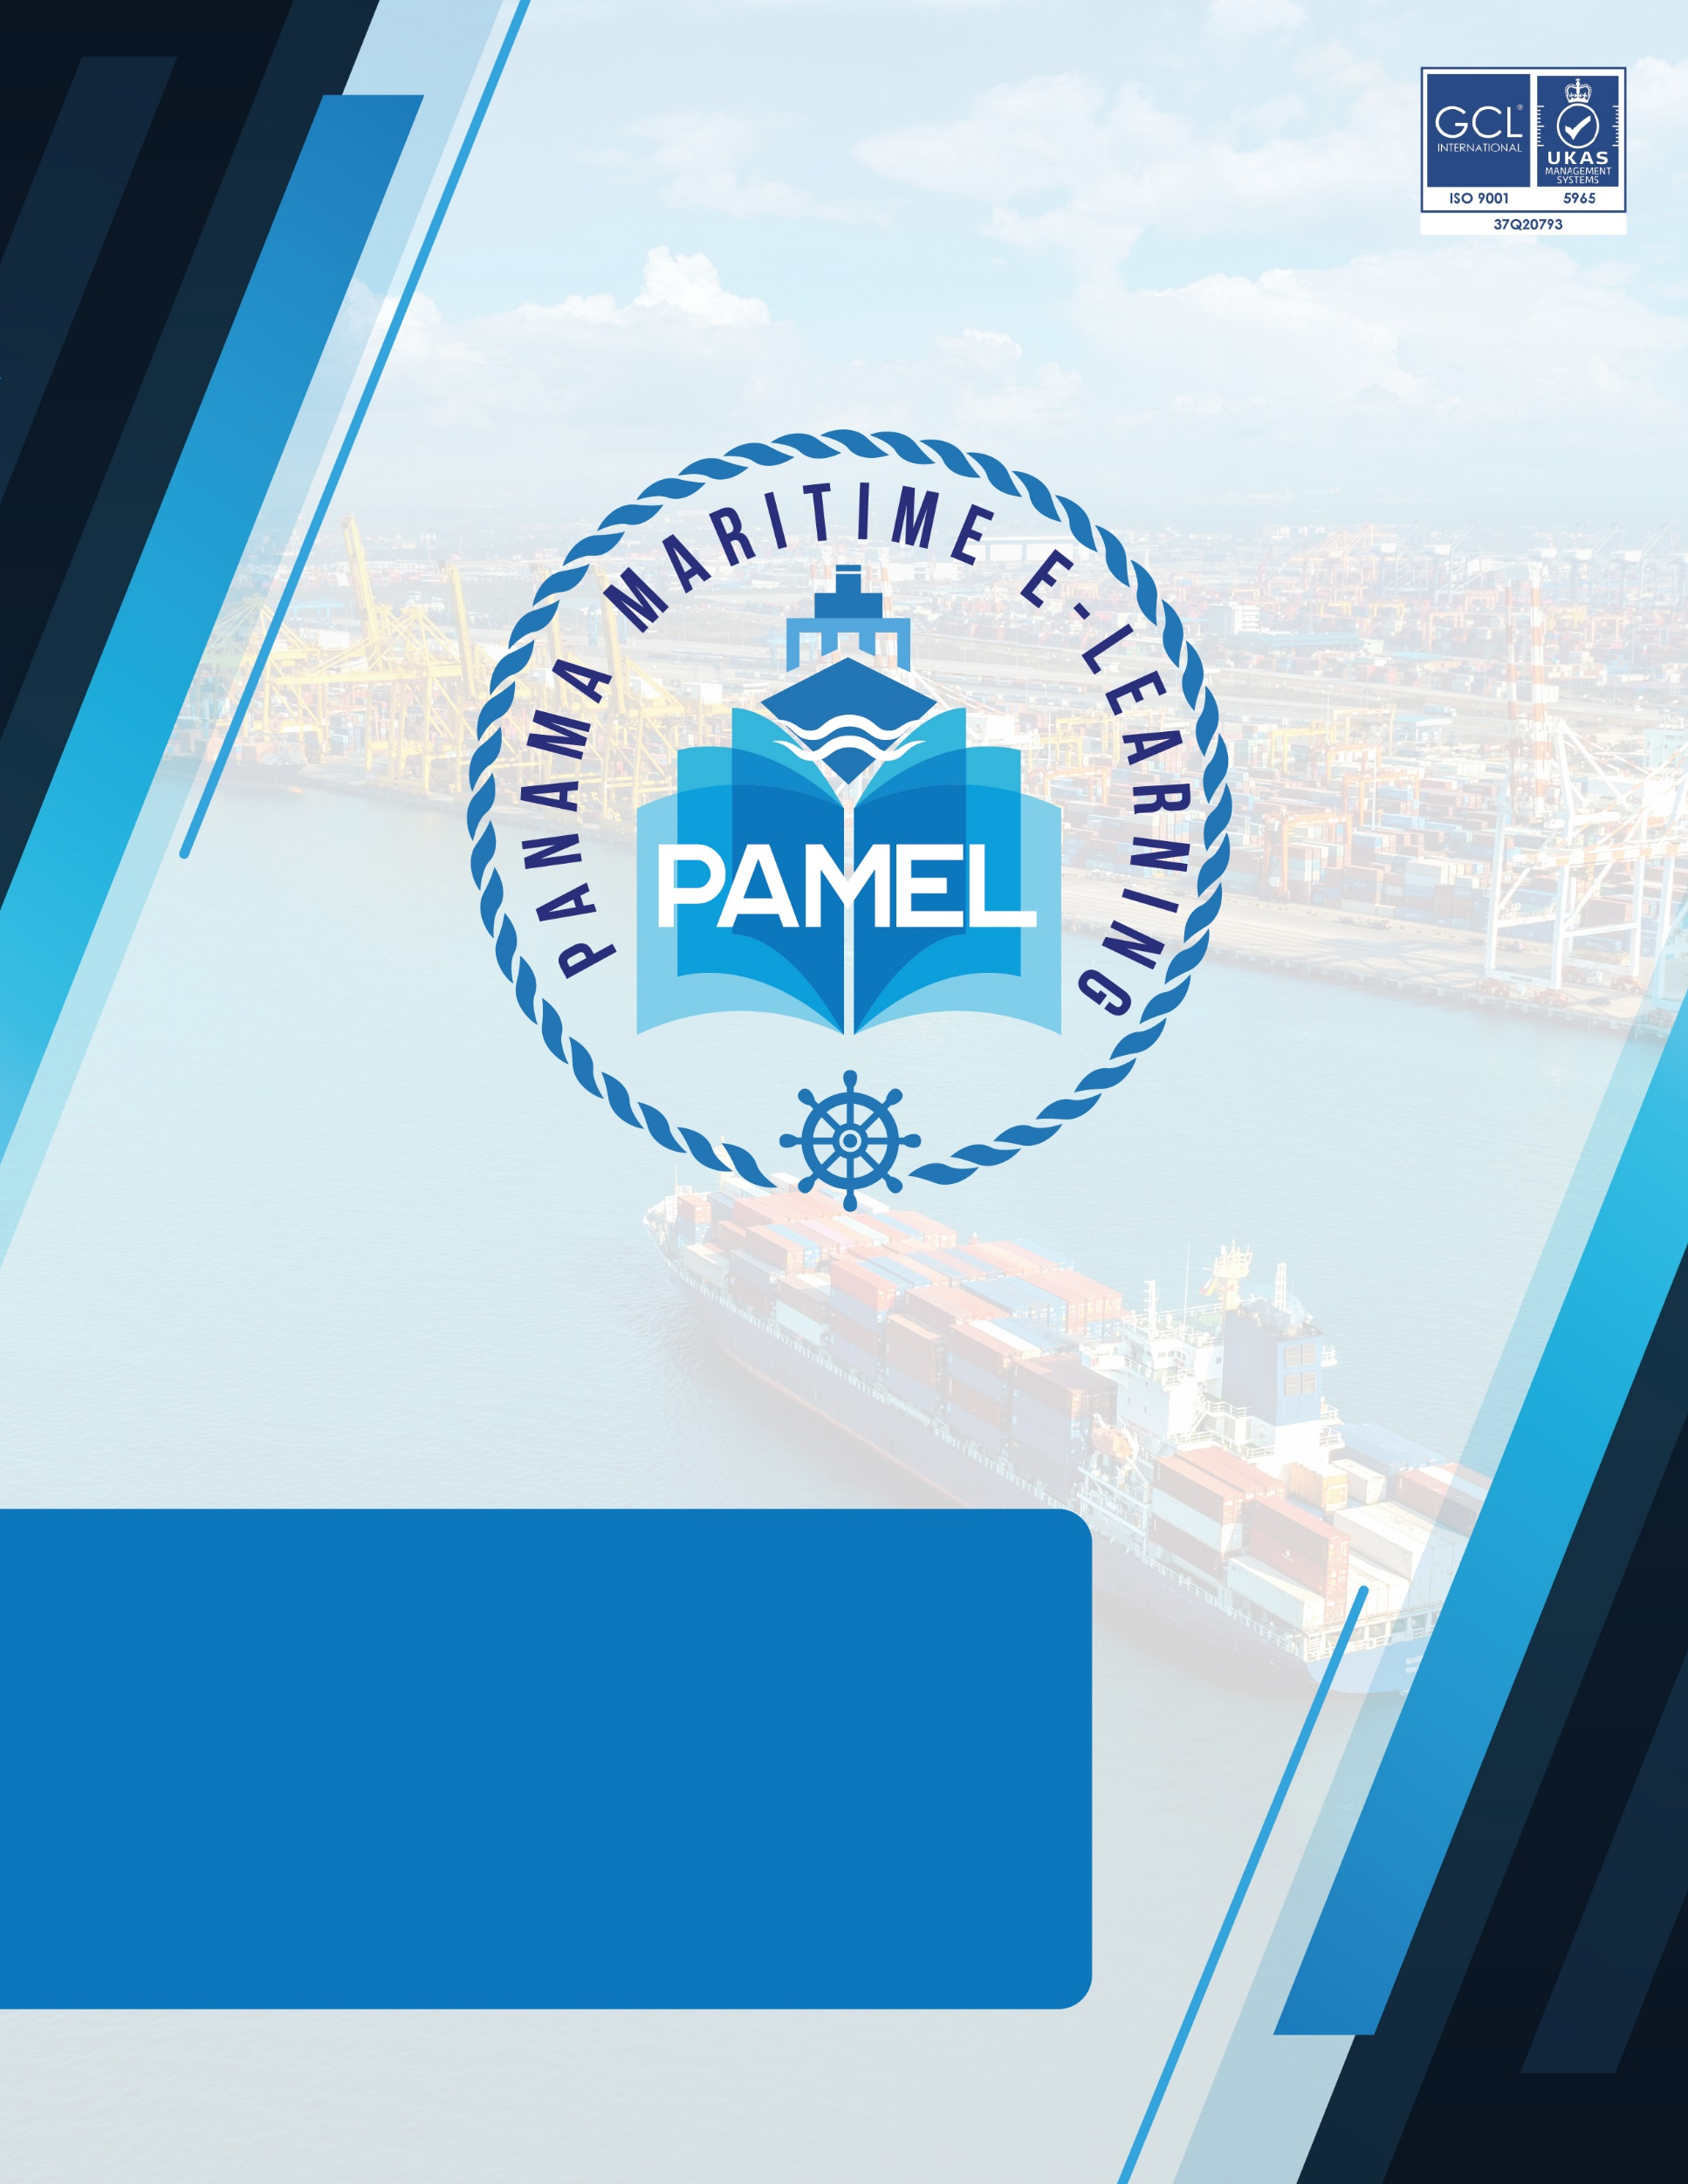 GCL®
INTERNATIONAL
UKAS
MANAGEMENT
SYSTEMS
ISO 9001
5965
37Q20793
PANAMA MARITIME E-LEARNING
PAMEL